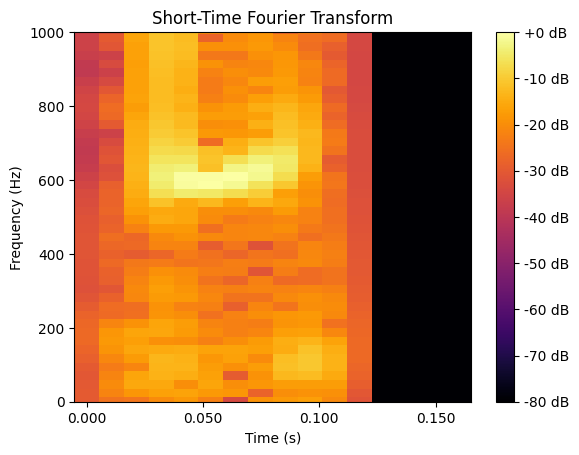 Short-Time Fourier Transform
1000
800
600
400
200
0
Frequency (Hz)
0.000
0.050
0.100
0.150
Time (s)
+0 dB
-10 dB
-20 dB
-30 dB
-40 dB
-50 dB
-60 dB
-70 dB
-80 dB